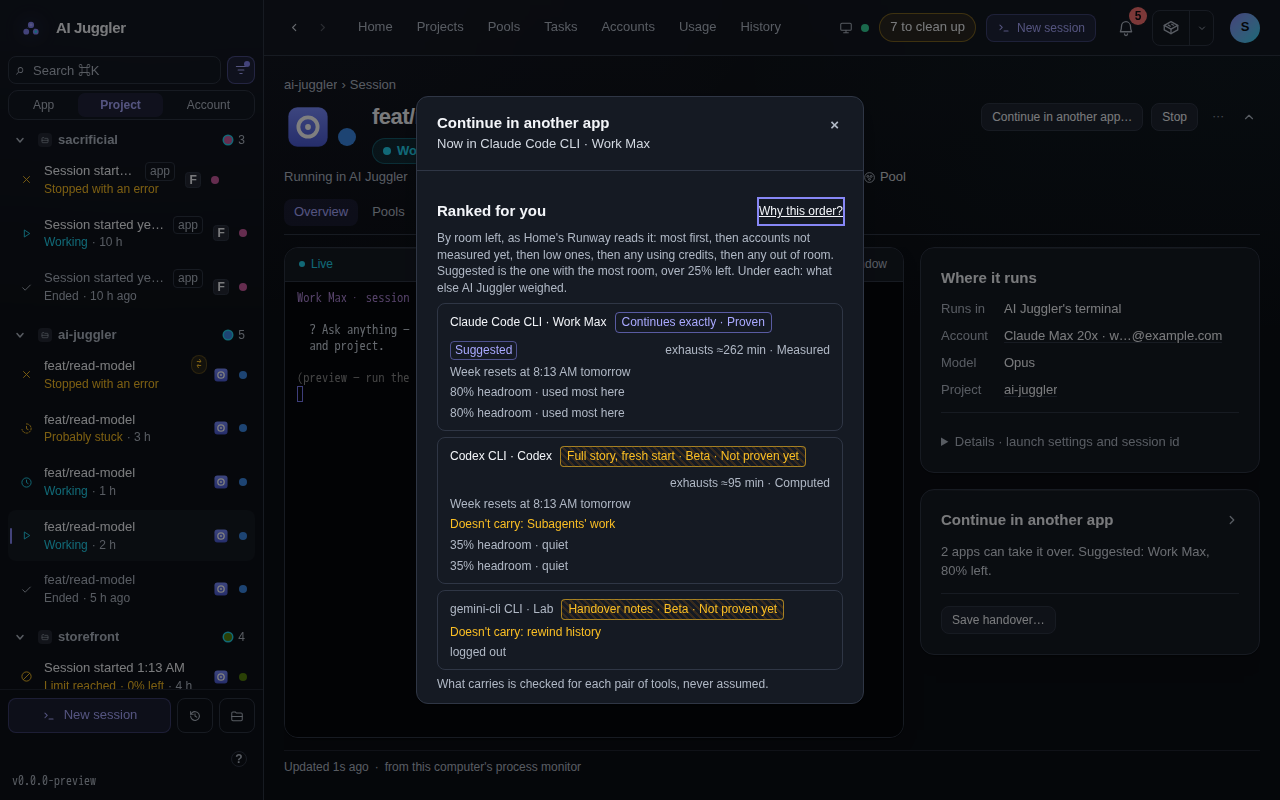 AI Juggler
Home Projects Pools Tasks Accounts Usage History
7 to clean up
New session
5
S
Search ⌘K
App Project Account
sacrificial 3
Session start… app F
Stopped with an error
Session started ye… app F
Working · 10 h
Session started ye… app F
Ended · 10 h ago
ai-juggler 5
feat/read-model
Stopped with an error
feat/read-model
Probably stuck · 3 h
feat/read-model
Working · 1 h
feat/read-model
Working · 2 h
feat/read-model
Ended · 5 h ago
storefront 4
Session started 1:13 AM
Limit reached · 0% left · 4 h
New session
?
v0.0.0-preview
ai-juggler › Session
feat/
Wo
Continue in another app… Stop ···
Running in AI Juggler
Pool
Overview Pools
Live
Work Max · session
? Ask anything —
and project.
(preview — run the
Continue in another app
Now in Claude Code CLI · Work Max
×
Ranked for you
Why this order?
By room left, as Home's Runway reads it: most first, then accounts not
measured yet, then low ones, then any using credits, then any out of room.
Suggested is the one with the most room, over 25% left. Under each: what
else AI Juggler weighed.
Claude Code CLI · Work Max Continues exactly · Proven
Suggested exhausts ≈262 min · Measured
Week resets at 8:13 AM tomorrow
80% headroom · used most here
80% headroom · used most here
Codex CLI · Codex Full story, fresh start · Beta · Not proven yet
exhausts ≈95 min · Computed
Week resets at 8:13 AM tomorrow
Doesn't carry: Subagents' work
35% headroom · quiet
35% headroom · quiet
gemini-cli CLI · Lab Handover notes · Beta · Not proven yet
Doesn't carry: rewind history
logged out
What carries is checked for each pair of tools, never assumed.
Where it runs
Runs in AI Juggler's terminal
Account Claude Max 20x · w…@example.com
Model Opus
Project ai-juggler
Details · launch settings and session id
Continue in another app
2 apps can take it over. Suggested: Work Max,
80% left.
Save handover…
Updated 1s ago · from this computer's process monitor